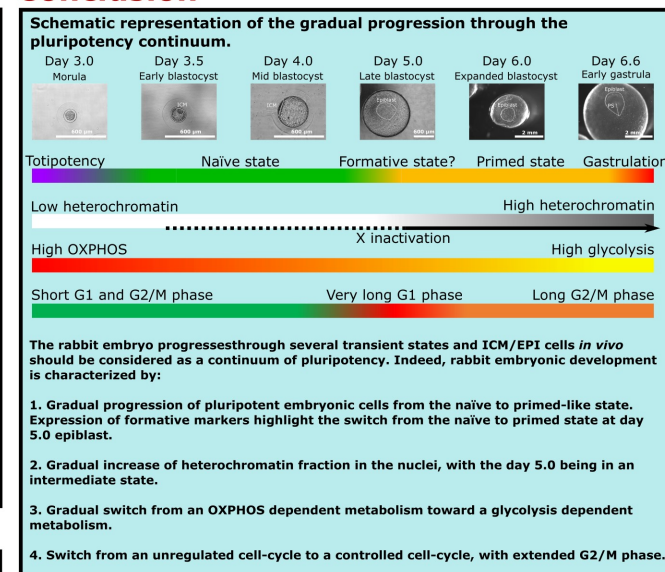 Schematic representation of the gradual progression through the
pluripotency continuum.
Day 3.0 Day 3.5 Day 4.0 Day 5.0 Day 6.0 Day 6.6
Morula Early blastocyst Mid blastocyst Late blastocyst Expanded blastocyst Early gastrula
ICM ICM Epiblast Epiblast Epiblast
PS
600 µm 600 µm 600 µm 600 µm 2 mm 2 mm
Totipotency Naïve state Formative state? Primed state Gastrulation
Low heterochromatin High heterochromatin
X inactivation
High OXPHOS High glycolysis
Short G1 and G2/M phase Very long G1 phase Long G2/M phase
The rabbit embryo progressesthrough several transient states and ICM/EPI cells in vivo
should be considered as a continuum of pluripotency. Indeed, rabbit embryonic development
is characterized by:
1. Gradual progression of pluripotent embryonic cells from the naïve to primed-like state.
Expression of formative markers highlight the switch from the naïve to primed state at day
5.0 epiblast.
2. Gradual increase of heterochromatin fraction in the nuclei, with the day 5.0 being in an
intermediate state.
3. Gradual switch from an OXPHOS dependent metabolism toward a glycolysis dependent
metabolism.
4. Switch from an unregulated cell-cycle to a controlled cell-cycle, with extended G2/M phase.